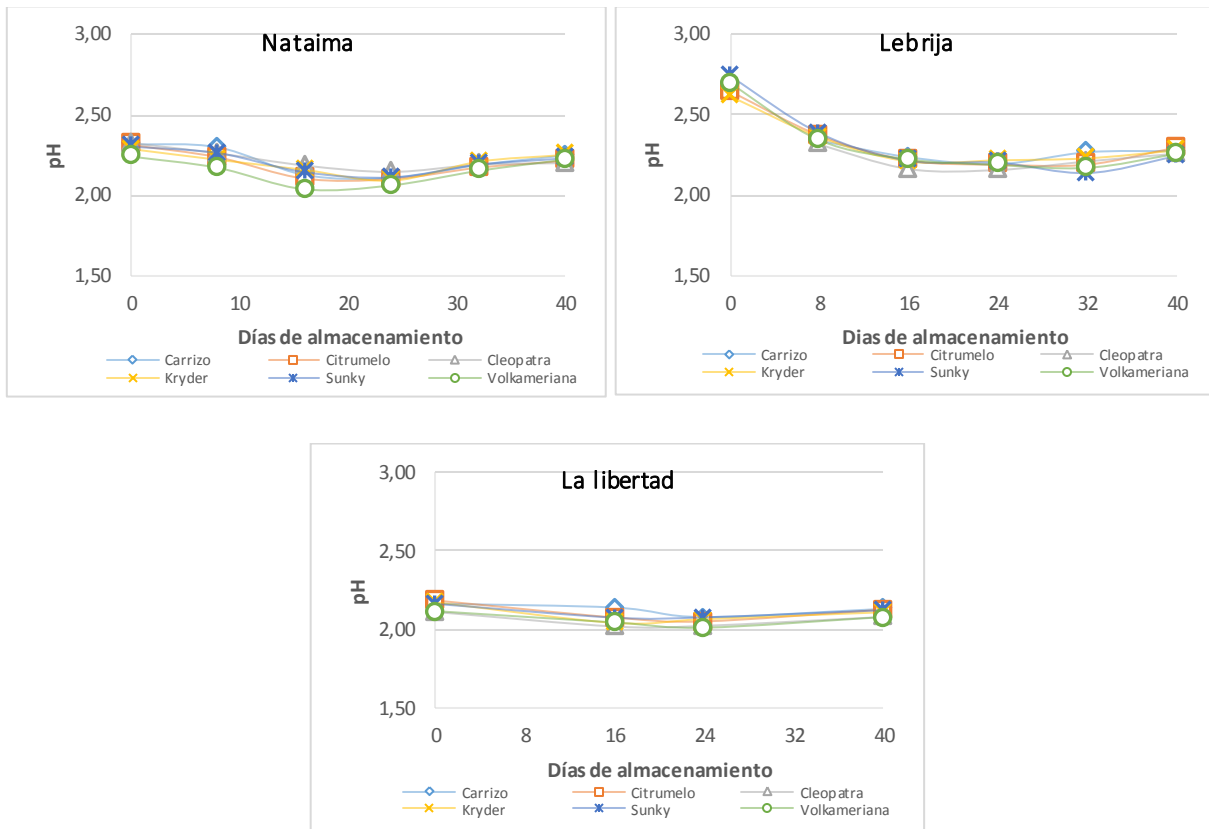 Nataima
3,00
2,50
2,00
1,50
pH
0 10 20 30 40
Días de almacenamiento
Carrizo Citrumelo Cleopatra
Kryder Sunky Volkameriana
Lebrija
3,00
2,50
2,00
1,50
pH
0 8 16 24 32 40
Días de almacenamiento
Carrizo Citrumelo Cleopatra
Kryder Sunky Volkameriana
La libertad
3,00
2,50
2,00
1,50
pH
0 8 16 24 32 40
Días de almacenamiento
Carrizo Citrumelo Cleopatra
Kryder Sunky Volkameriana